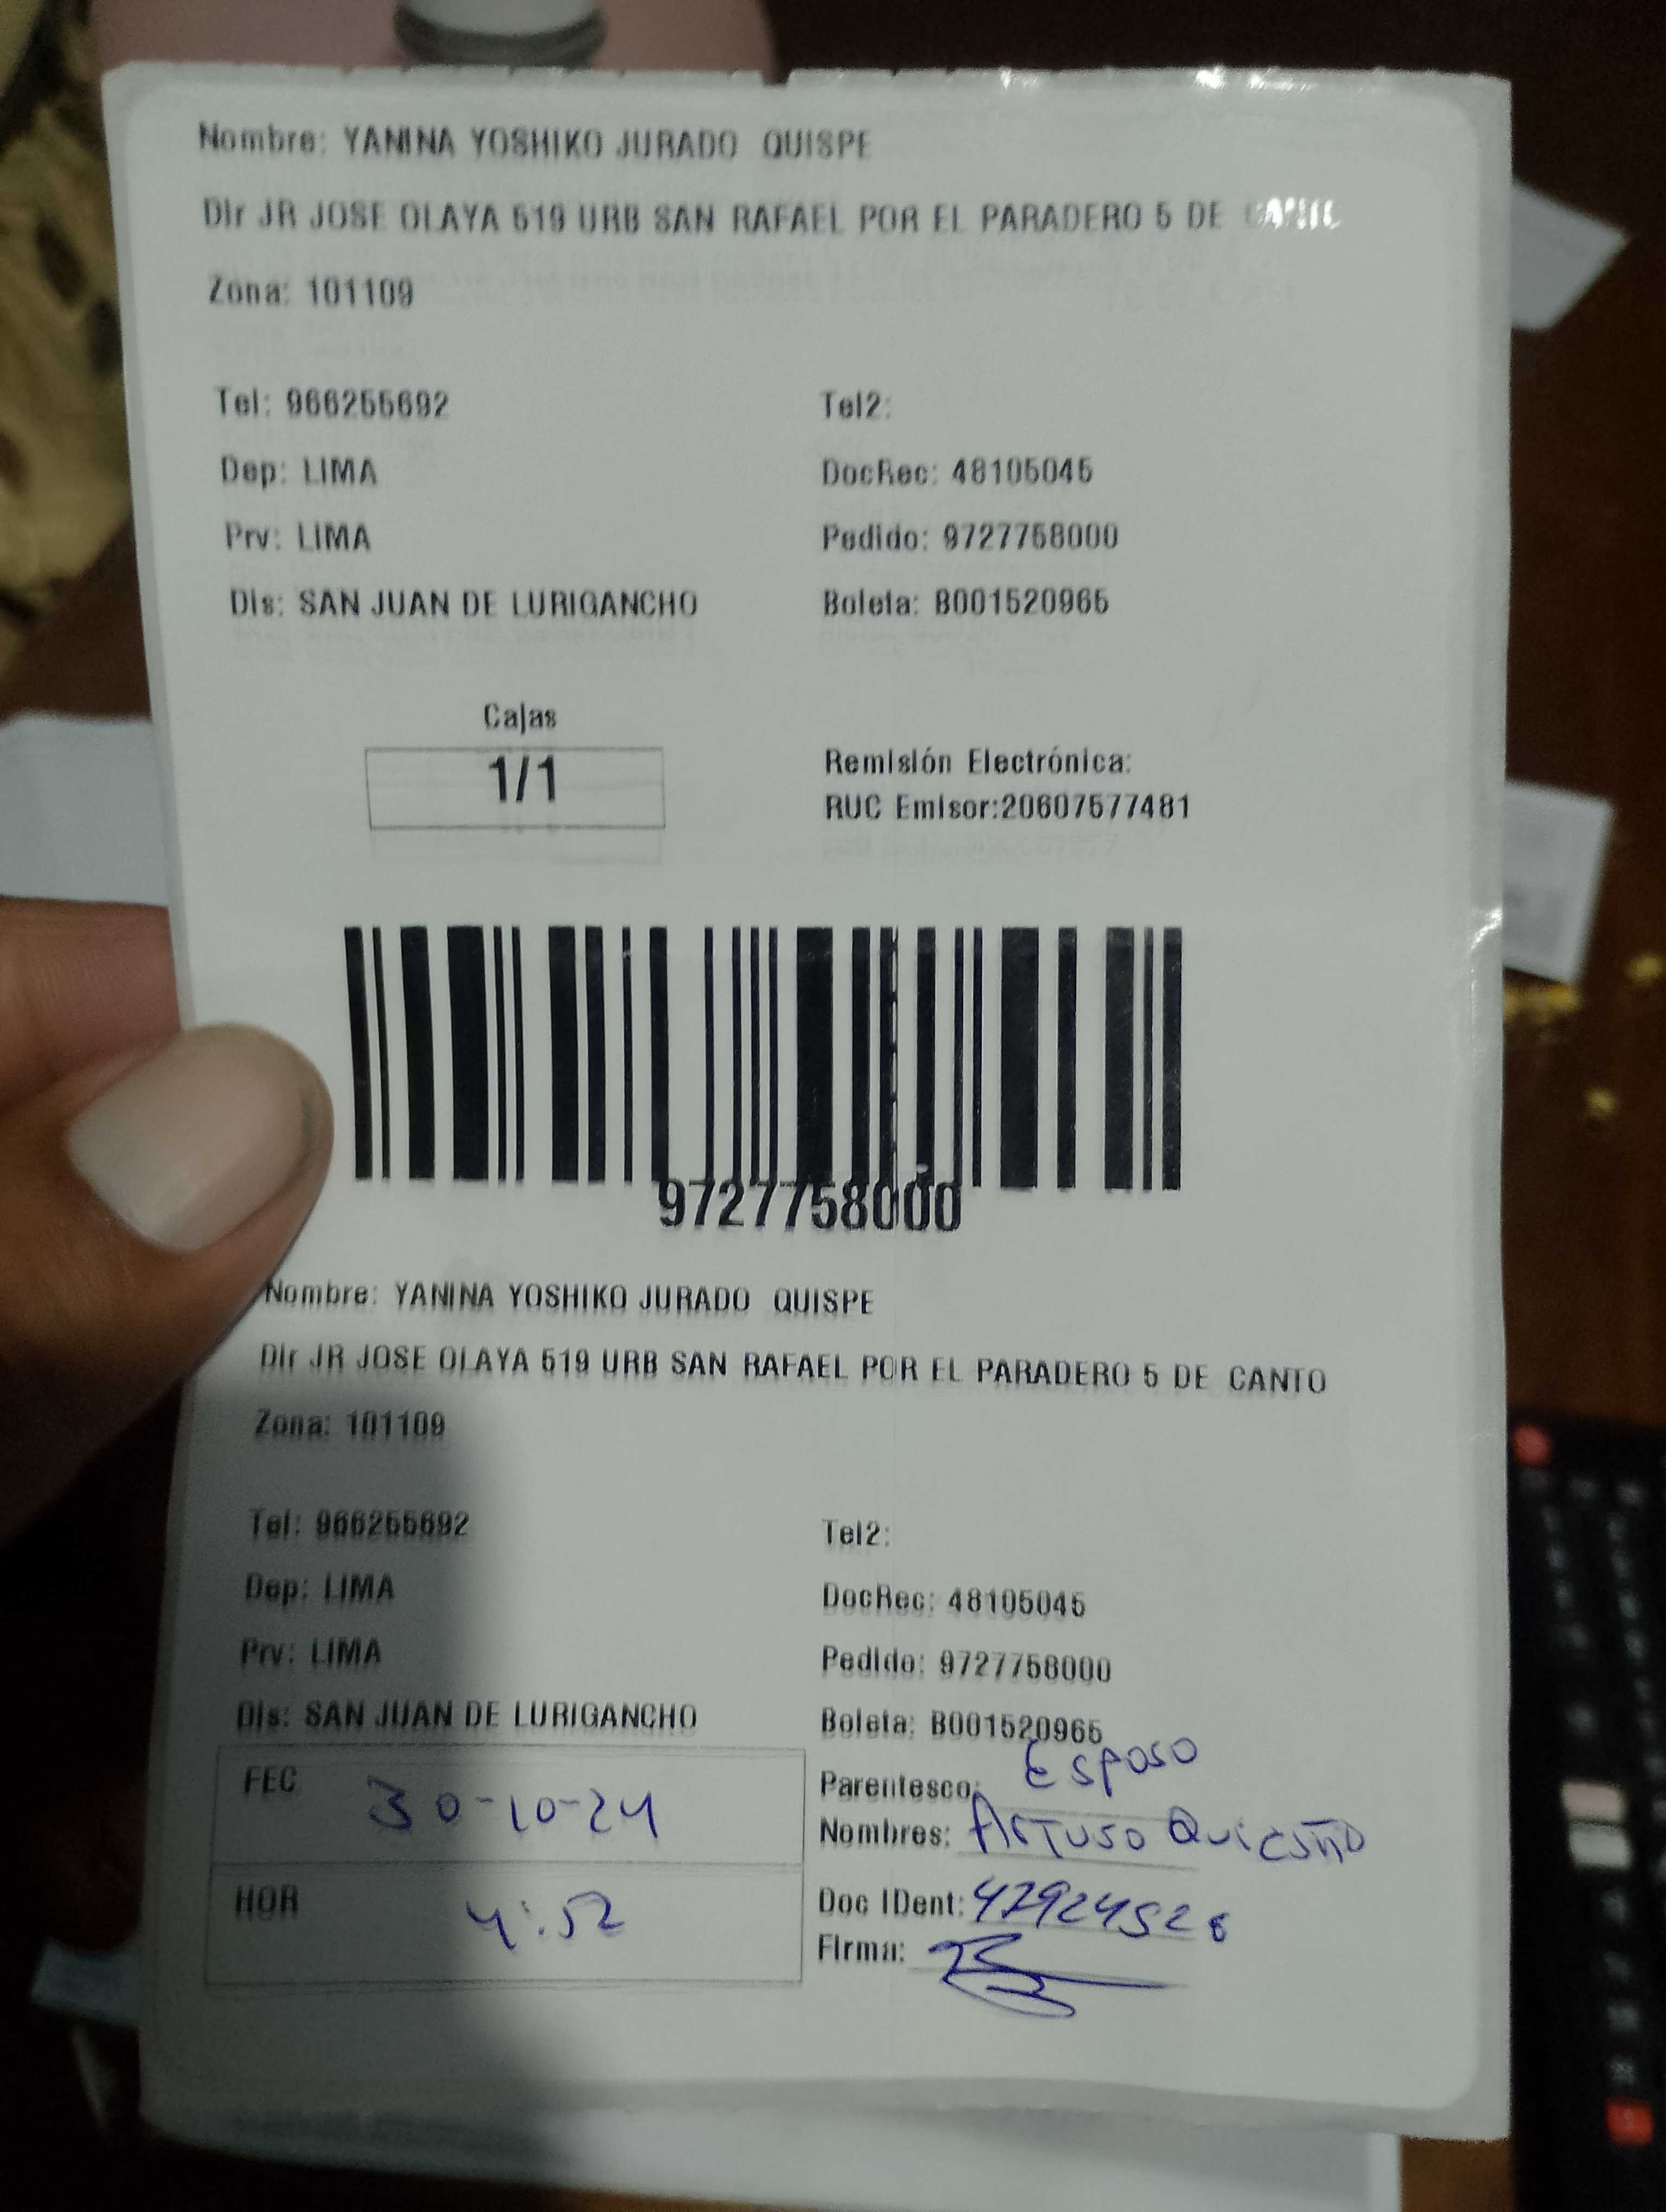 Nombre: YANINA YOSHIKO JURADO QUISPE
Dir JR JOSE OLAYA 519 URB SAN RAFAEL POR EL PARADERO 5 DE
Zona: 101109
Tel: 966255692 Tel2:
Dep: LIMA DocRec: 48105045
Prv: LIMA Pedido: 9727758000
Dis: SAN JUAN DE LURIGANCHO Boleta: B001520965
Cajas
1/1
Remisión Electrónica:
RUC Emisor:20607577481
9727758000
Nombre: YANINA YOSHIKO JURADO QUISPE
Dir JR JOSE OLAYA 519 URB SAN RAFAEL POR EL PARADERO 5 DE CANTO
Zona: 101109
Tel: 966255692 Tel2:
Dep: LIMA DocRec: 48105045
Prv: LIMA Pedido: 9727758000
Dis: SAN JUAN DE LURIGANCHO Boleta: B001520965
FEC 30-10-24
HOR 4:52
Parentesco: Esposo
Nombres: Arturo
Doc IDent:
Firma: